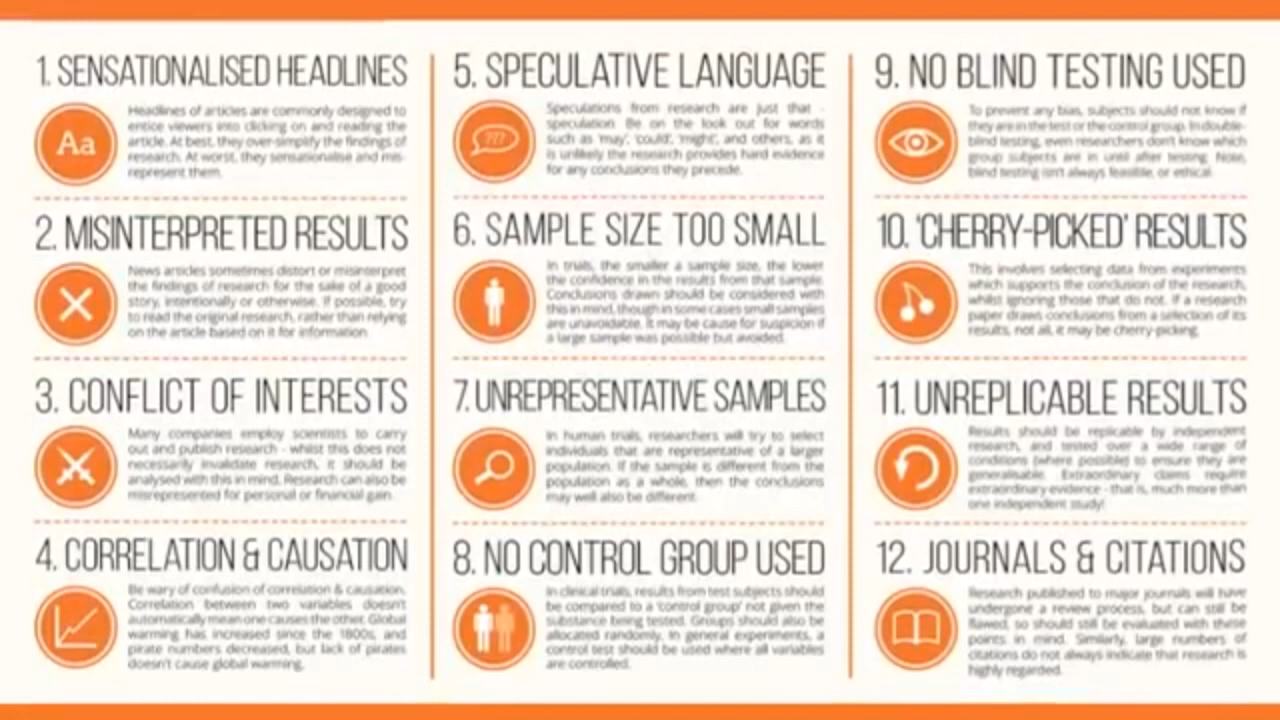 1. SENSATIONALISED HEADLINES
Aa
Headlines of articles are commonly designed to
entice viewers into clicking on and reading the
article. At best, they over-simplify the findings of
research. At worst, they sensationalise and mis-
represent them.
2. MISINTERPRETED RESULTS
News articles sometimes distort or misinterpret
the findings of research for the sake of a good
story, intentionally or otherwise. If possible, try
to read the original research, rather than relying
on the article based on it for information.
3. CONFLICT OF INTERESTS
Many companies employ scientists to carry
out and publish research - whilst this does not
necessarily invalidate research, it should be
analysed with this in mind. Research can also be
misrepresented for personal or financial gain.
4. CORRELATION & CAUSATION
Be wary of confusion of correlation & causation.
Correlation between two variables doesn't
automatically mean one causes the other. Global
warming has increased since the 1800s, and
pirate numbers decreased, but lack of pirates
doesn't cause global warming.
5. SPECULATIVE LANGUAGE
???
Speculations from research are just that -
speculation. Be on the look out for words
such as 'may', 'could', 'might', and others, as it
is unlikely the research provides hard evidence
for any conclusions they precede.
6. SAMPLE SIZE TOO SMALL
In trials, the smaller a sample size, the lower
the confidence in the results from that sample.
Conclusions drawn should be considered with
this in mind, though in some cases small samples
are unavoidable. It may be cause for suspicion if
a large sample was possible but avoided.
7. UNREPRESENTATIVE SAMPLES
In human trials, researchers will try to select
individuals that are representative of a larger
population. If the sample is different from the
population as a whole, then the conclusions
may well also be different.
8. NO CONTROL GROUP USED
In clinical trials, results from test subjects should
be compared to a 'control group' not given the
substance being tested. Groups should also be
allocated randomly. In general experiments, a
control test should be used where all variables
are controlled.
9. NO BLIND TESTING USED
To prevent any bias, subjects should not know if
they are in the test or the control group. In double-
blind testing, even researchers don't know which
group subjects are in until after testing. Note,
blind testing isn't always feasible, or ethical.
10. 'CHERRY-PICKED' RESULTS
This involves selecting data from experiments
which supports the conclusion of the research,
whilst ignoring those that do not. If a research
paper draws conclusions from a selection of its
results, not all, it may be cherry-picking.
11. UNREPLICABLE RESULTS
Results should be replicable by independent
research, and tested over a wide range of
conditions (where possible) to ensure they are
generalisable. Extraordinary claims require
extraordinary evidence - that is, much more than
one independent study!
12. JOURNALS & CITATIONS
Research published to major journals will have
undergone a review process, but can still be
flawed, so should still be evaluated with these
points in mind. Similarly, large numbers of
citations do not always indicate that research is
highly regarded.